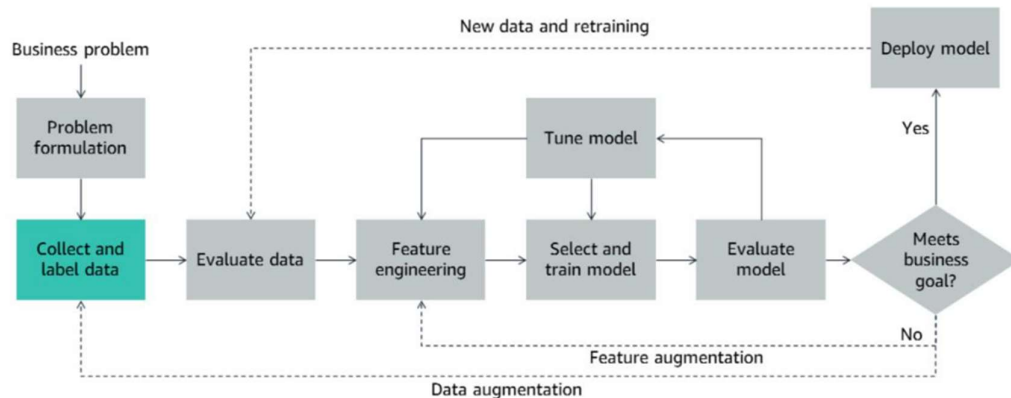 New data and retraining
Business problem
Deploy model
Problem
formulation
Tune model
Yes
Collect and
label data
Evaluate data
Feature
engineering
Select and
train model
Evaluate
model
Meets
business
goal?
No
Feature augmentation
Data augmentation